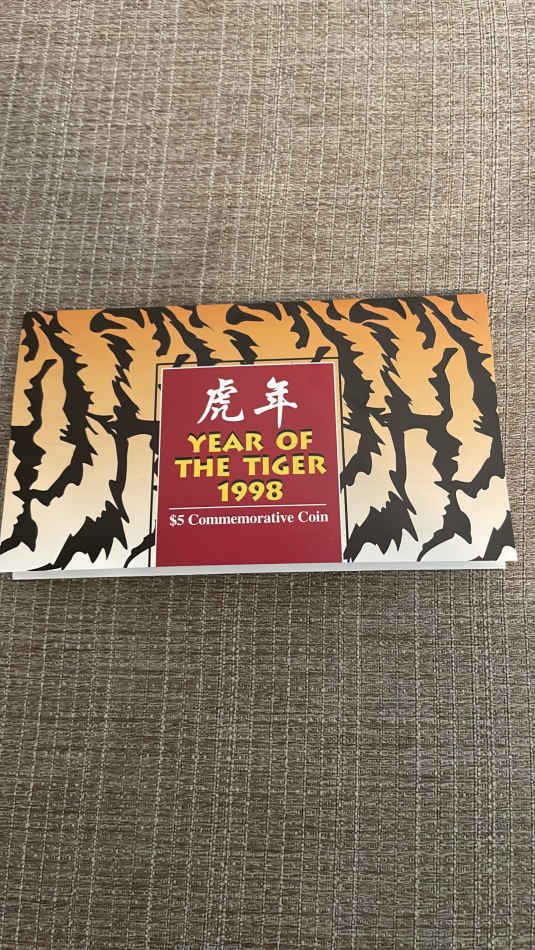 虎年
YEAR OF
THE TIGER
1998
$5 Commemorative Coin